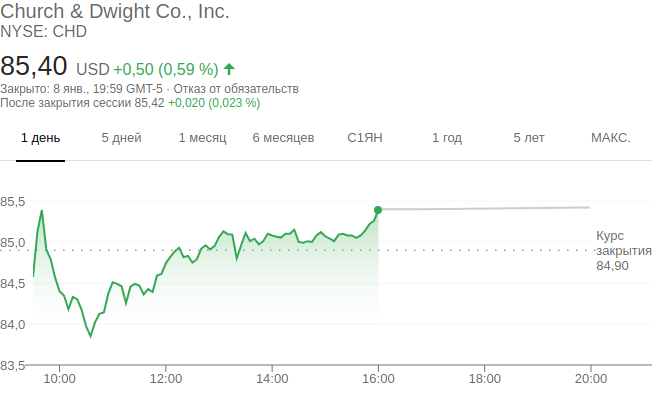 Church & Dwight Co., Inc.
NYSE: CHD
85,40 USD +0,50 (0,59 %)
Закрыто: 8 янв., 19:59 GMT-5 · Отказ от обязательств
После закрытия сессии 85,42 +0,020 (0,023 %)
1 день 5 дней 1 месяц 6 месяцев С1ЯН 1 год 5 лет МАКС.
85,5
85,0
84,5
84,0
83,5
Курс
закрытия
84,90
10:00 12:00 14:00 16:00 18:00 20:00